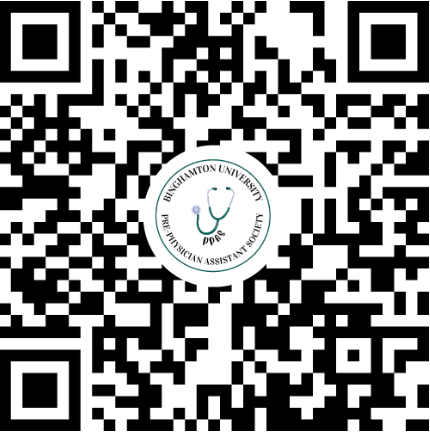 BINGHAMTON UNIVERSITY
PPAS
PRE-PHYSICIAN ASSISTANT SOCIETY